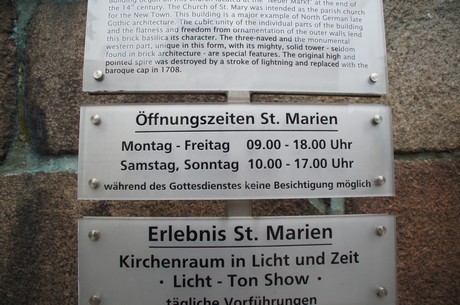 the 14th century. The Church of St. Mary was intended as the parish church
for the New Town. This building is a major example of North German late
Gothic architecture. The cubic unity of the individual parts of the building
and the flatness and freedom from ornamentation of the outer walls lend
this brick basilica its character. The three-naved and the monumental
western part, unique in this form, with its mighty, solid tower - seldom
found in brick architecture - are special features. The original high and
pointed spire was destroyed by a stroke of lightning and replaced with the
baroque cap in 1708.
Öffnungszeiten St. Marien
Montag - Freitag 09.00 - 18.00 Uhr
Samstag, Sonntag 10.00 - 17.00 Uhr
während des Gottesdienstes keine Besichtigung möglich
Erlebnis St. Marien
Kirchenraum in Licht und Zeit
· Licht - Ton Show ·
tägliche Vorführungen